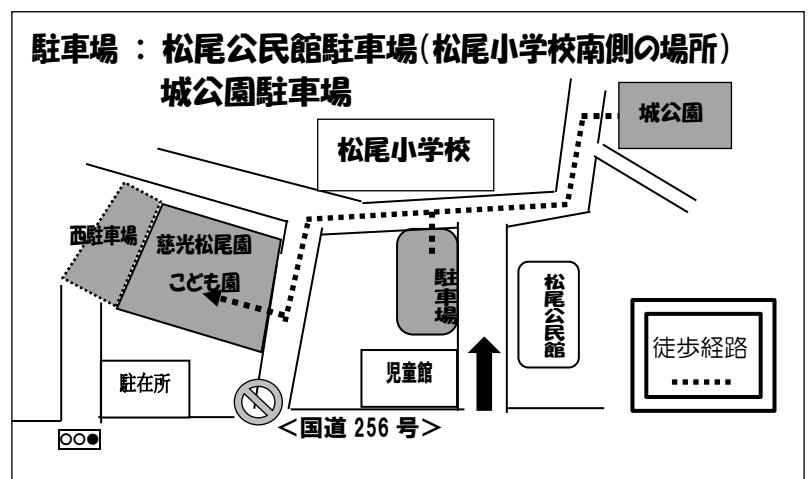 駐車場 : 松尾公民館駐車場(松尾小学校南側の場所)
城公園駐車場
城公園
松尾小学校
西駐車場
慈光松尾園
こども園
駐車場
松尾公民館
徒歩経路
駐在所
児童館
<国道 256 号>